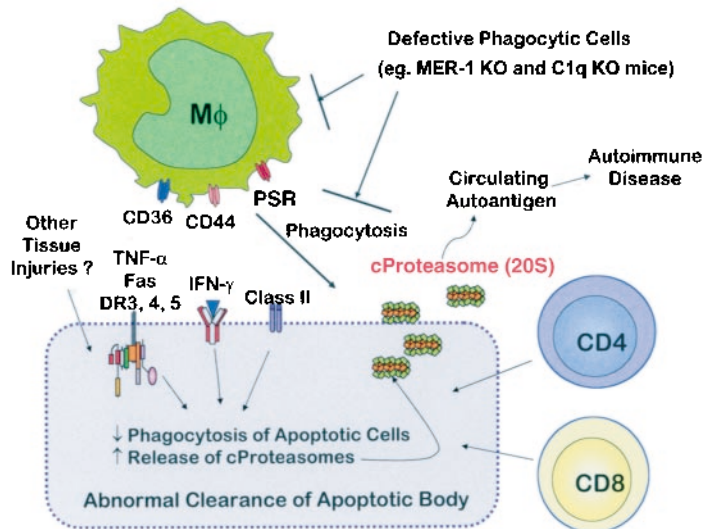 Defective Phagocytic Cells
(eg. MER-1 KO and C1q KO mice)
Mϕ
PSR
CD36
CD44
Phagocytosis
Circulating
Autoantigen
Autoimmune
Disease
Other
Tissue
Injuries ?
TNF-α
Fas
DR3, 4, 5
IFN-γ
Class II
cProteasome (20S)
CD4
↓ Phagocytosis of Apoptotic Cells
↑ Release of cProteasomes
Abnormal Clearance of Apoptotic Body
CD8